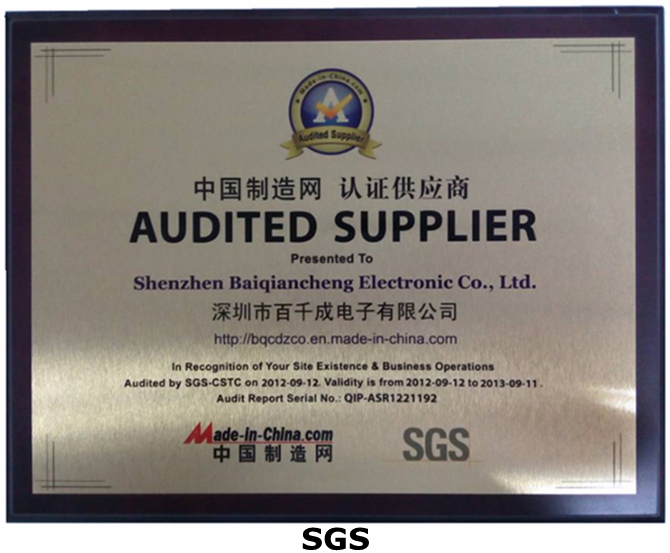 Made-in-China.com
A
Audited Supplier
中国制造网 认证供应商
AUDITED SUPPLIER
Presented To
Shenzhen Baiqiancheng Electronic Co., Ltd.
深圳市百千成电子有限公司
http://bqcdzco.en.made-in-china.com
In Recognition of Your Site Existence & Business Operations
Audited by SGS-CSTC on 2012-09-12. Validity is from 2012-09-12 to 2013-09-11.
Audit Report Serial No.: QIP-ASR1221192
Made-in-China.com
中国制造网
SGS
SGS